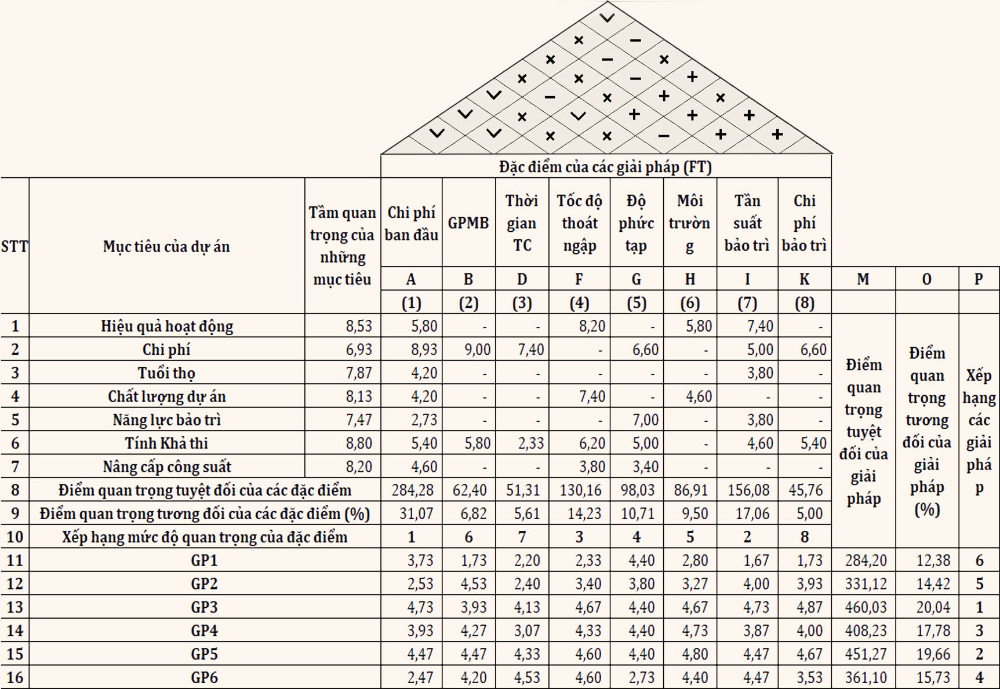 ∨
× −
× − ×
× × − +
∨ − × + ×
∨ × ∨ + + +
∨ ∨ × × − + +
Đặc điểm của các giải pháp (FT)
STT Mục tiêu của dự án Tầm quan trọng của những mục tiêu Chi phí ban đầu GPMB Thời gian TC Tốc độ thoát ngập Độ phức tạp Môi trường Tần suất bảo trì Chi phí bảo trì
A B D F G H I K M O P
(1) (2) (3) (4) (5) (6) (7) (8)
1 Hiệu quả hoạt động 8,53 5,80 - - 8,20 - 5,80 7,40 -
2 Chi phí 6,93 8,93 9,00 7,40 - 6,60 - 5,00 6,60
3 Tuổi thọ 7,87 4,20 - - - - - 3,80 -
4 Chất lượng dự án 8,13 4,20 - - 7,40 - 4,60 - -
5 Năng lực bảo trì 7,47 2,73 - - - 7,00 - 3,80 -
6 Tính Khả thi 8,80 5,40 5,80 2,33 6,20 5,00 - 4,60 5,40
7 Nâng cấp công suất 8,20 4,60 - - 3,80 3,40 - - -
8 Điểm quan trọng tuyệt đối của các đặc điểm 284,28 62,40 51,31 130,16 98,03 86,91 156,08 45,76
9 Điểm quan trọng tương đối của các đặc điểm (%) 31,07 6,82 5,61 14,23 10,71 9,50 17,06 5,00
10 Xếp hạng mức độ quan trọng của đặc điểm 1 6 7 3 4 5 2 8
Điểm quan trọng tuyệt đối của giải pháp
Điểm quan trọng tương đối của giải pháp (%)
Xếp hạng các giải pháp
11 GP1 3,73 1,73 2,20 2,33 4,40 2,80 1,67 1,73 284,20 12,38 6
12 GP2 2,53 4,53 2,40 3,40 3,80 3,27 4,00 3,93 331,12 14,42 5
13 GP3 4,73 3,93 4,13 4,67 4,40 4,67 4,73 4,87 460,03 20,04 1
14 GP4 3,93 4,27 3,07 4,33 4,40 4,73 3,87 4,00 408,23 17,78 3
15 GP5 4,47 4,47 4,33 4,60 4,40 4,80 4,47 4,67 451,27 19,66 2
16 GP6 2,47 4,20 4,53 4,60 2,73 4,40 4,47 3,53 361,10 15,73 4